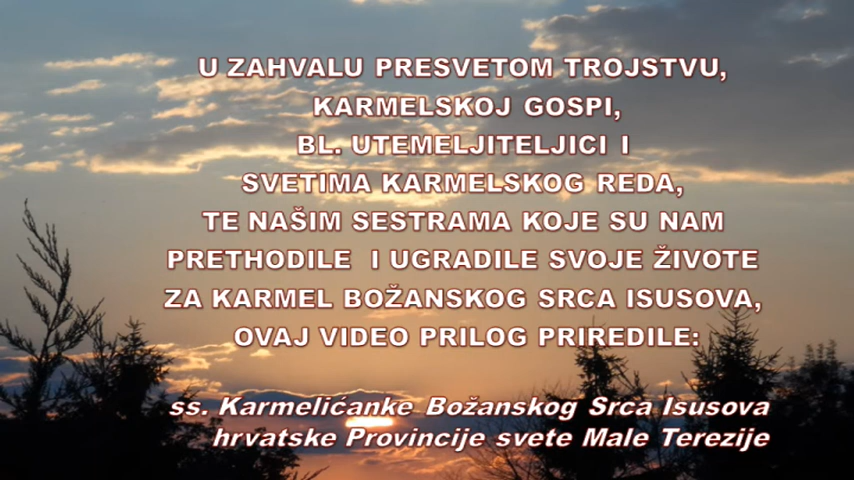 U ZAHVALU PRESVETOM TROJSTVU,
KARMELSKOJ GOSPI,
BL. UTEMELJITELJICI I
SVETIMA KARMELSKOG REDA,
TE NAŠIM SESTRAMA KOJE SU NAM
PRETHODILE I UGRADILE SVOJE ŽIVOTE
ZA KARMEL BOŽANSKOG SRCA ISUSOVA,
OVAJ VIDEO PRILOG PRIREDILE:
ss. Karmelićanke Božanskog Srca Isusova
hrvatske Provincije svete Male Terezije